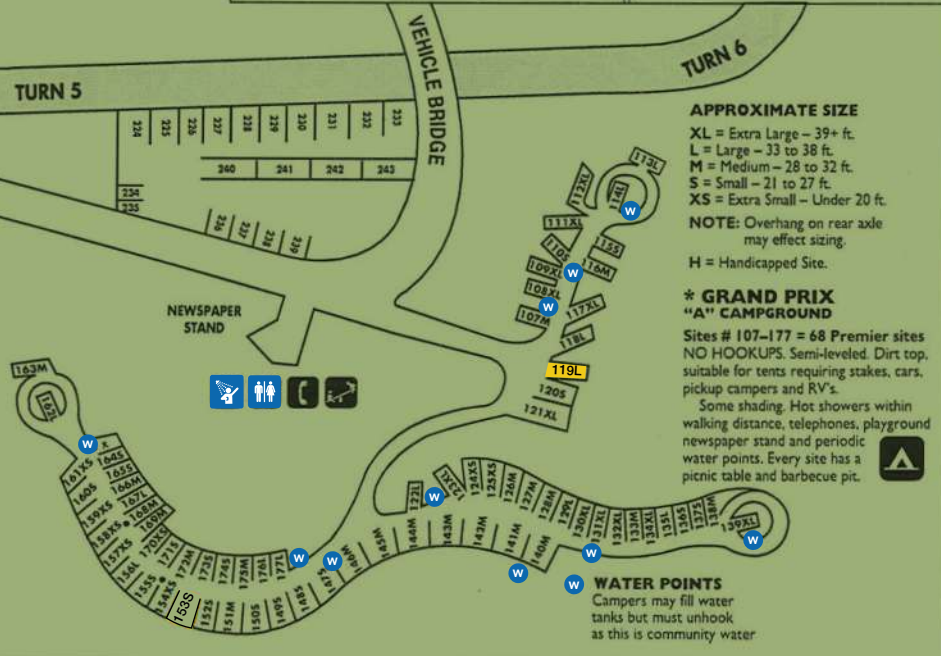 TURN 5
VEHICLE BRIDGE
TURN 6
224
225
226
227
228
229
230
231
232
233
240
241
242
243
234
235
236
237
238
239
APPROXIMATE SIZE
XL = Extra Large – 39+ ft.
L = Large – 33 to 38 ft.
M = Medium – 28 to 32 ft.
S = Small – 21 to 27 ft.
XS = Extra Small – Under 20 ft.
NOTE: Overhang on rear axle
may effect sizing.
H = Handicapped Site.
* GRAND PRIX
"A" CAMPGROUND
Sites # 107–177 = 68 Premier sites
NO HOOKUPS. Semi-leveled. Dirt top,
suitable for tents requiring stakes, cars,
pickup campers and RV's.
Some shading. Hot showers within
walking distance, telephones, playground
newspaper stand and periodic
water points. Every site has a
picnic table and barbecue pit.
113L
112XL
114L
W
111XL
110S
115S
109XL
W
116M
108XL
W
117XL
107M
118L
119L
120S
121XL
NEWSPAPER
STAND
163M
162L
W
X
161XS
164S
160S
165S
159XS
166M
158XS
167L
157XS
168M
156L
169M
155S
170XS
154XS
171S
153S
172M
152S
173S
151M
174S
150S
175M
149S
176L
148S
177L
W
147S
W
146M
145M
144M
143M
142M
141M
140M
122L
W
123XL
124XS
125XS
126M
127M
128M
129L
130XL
131XL
132XL
133M
134XL
135L
136S
137S
138M
139XL
W
W
W
W
WATER POINTS
Campers may fill water
tanks but must unhook
as this is community water